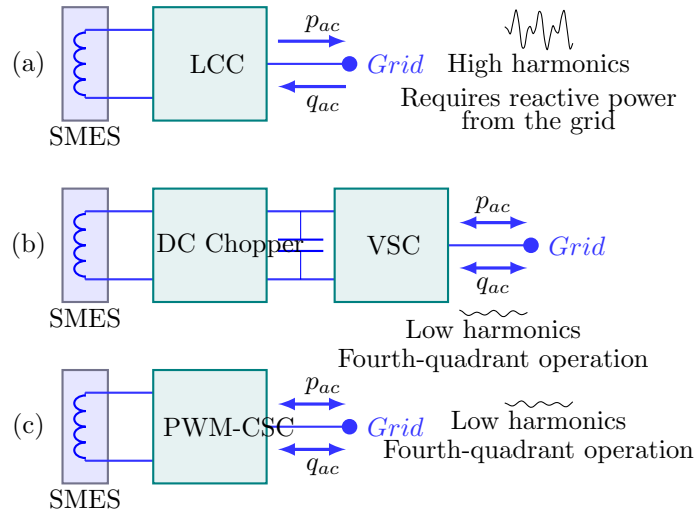 (a)
SMES
LCC
p_ac
q_ac
Grid
High harmonics
Requires reactive power
from the grid
(b)
SMES
DC Chopper
VSC
p_ac
q_ac
Grid
Low harmonics
Fourth-quadrant operation
(c)
SMES
PWM-CSC
p_ac
q_ac
Grid
Low harmonics
Fourth-quadrant operation